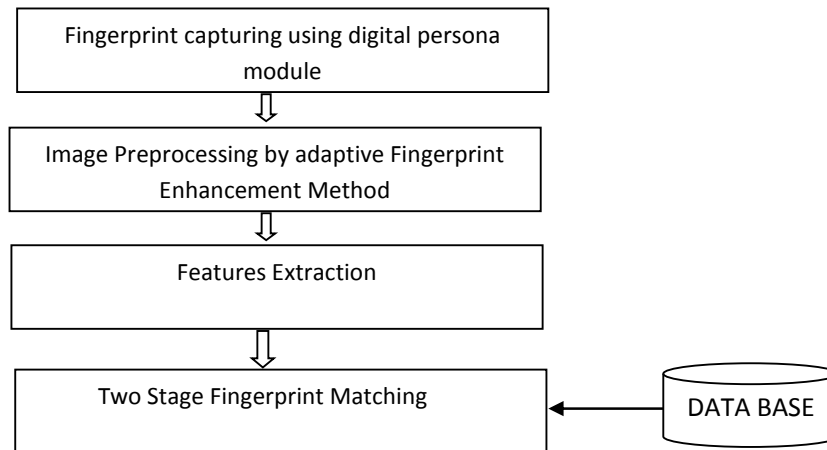 Fingerprint capturing using digital persona
module
Image Preprocessing by adaptive Fingerprint
Enhancement Method
Features Extraction
Two Stage Fingerprint Matching
DATA BASE